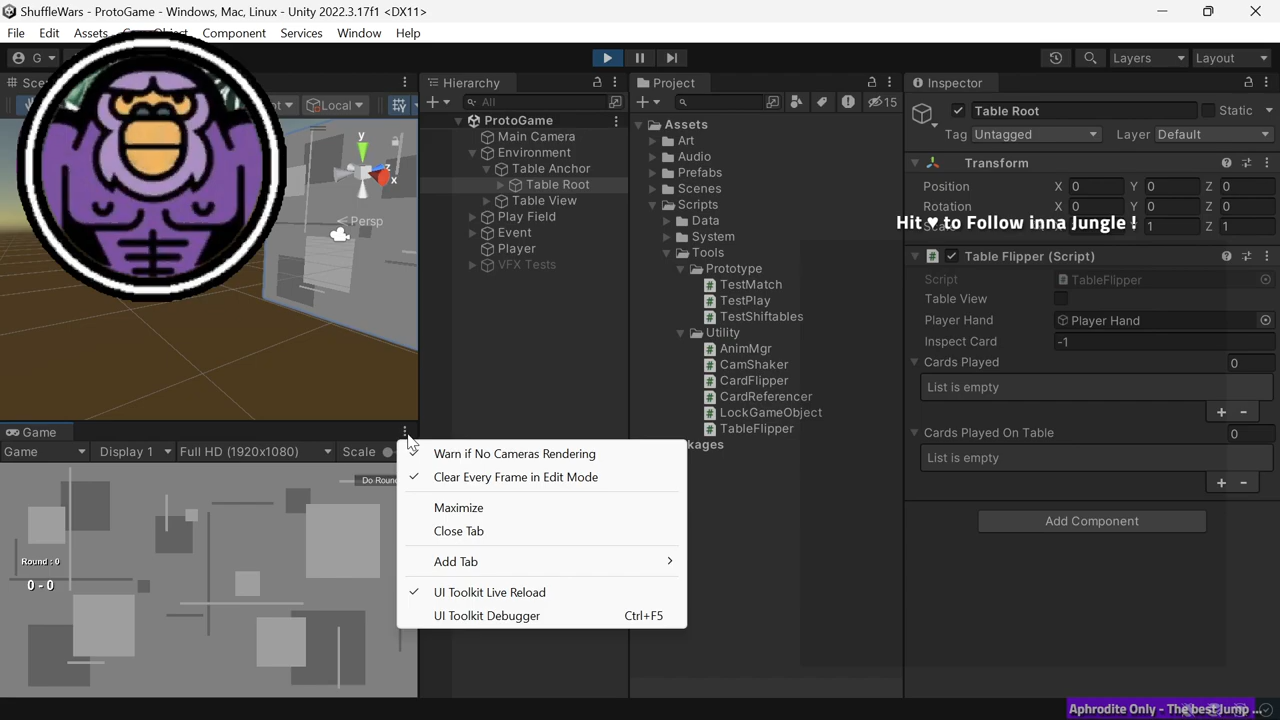 ShuffleWars - ProtoGame - Windows, Mac, Linux - Unity 2022.3.17f1 <DX11>
File Edit Assets Component Services Window Help
G Layers Layout
Hierarchy Project Inspector
Local All 15 Table Root Static
ProtoGame
Main Camera
Environment
Table Anchor
Table Root
Table View
Play Field
Event
Player
VFX Tests
Assets
Art
Audio
Prefabs
Scenes
Scripts
Data
System
Tools
Prototype
TestMatch
TestPlay
TestShiftables
Utility
AnimMgr
CamShaker
CardFlipper
CardReferencer
LockGameObject
TableFlipper
kages
Tag Untagged Layer Default
Transform
Position X 0 Y 0 Z 0
Rotation X 0 Y 0 Z 0
Hit ♥ to Follow inna Jungle !
1 1
Table Flipper (Script)
Script TableFlipper
Table View
Player Hand Player Hand
Inspect Card -1
Cards Played 0
List is empty
Cards Played On Table 0
List is empty
Add Component
y
x
z
< Persp
Game
Game Display 1 Full HD (1920x1080) Scale
Do Roun
Round : 0
0 - 0
Warn if No Cameras Rendering
Clear Every Frame in Edit Mode
Maximize
Close Tab
Add Tab
UI Toolkit Live Reload
UI Toolkit Debugger Ctrl+F5
Aphrodite Only - The best Jump ...